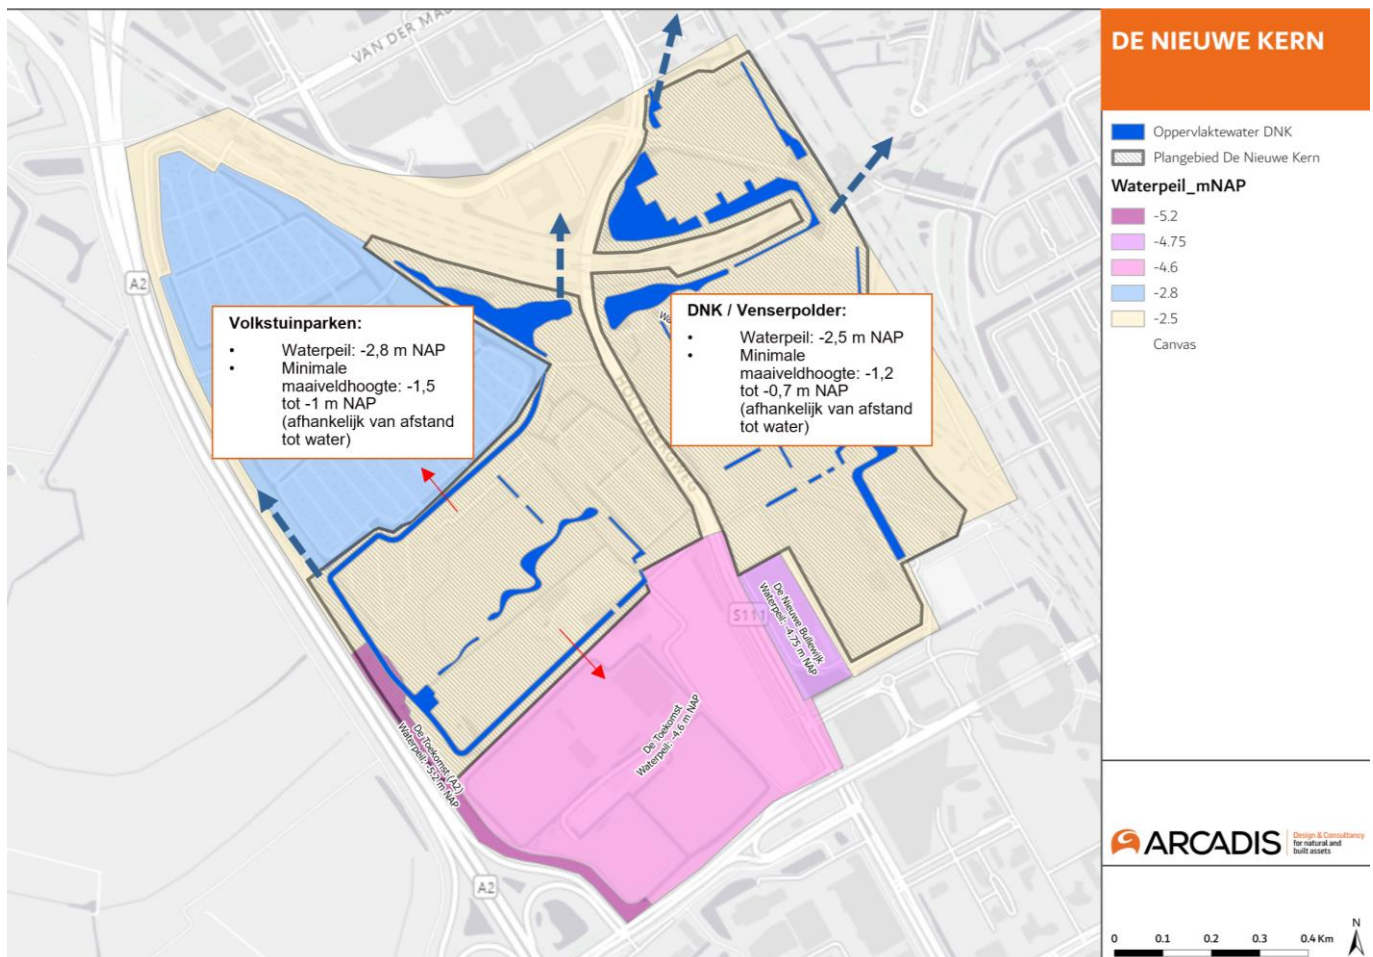 VAN DER MA
DE NIEUWE KERN
Oppervlaktewater DNK
Plangebied De Nieuwe Kern
Waterpeil_mNAP
-5.2
-4.75
-4.6
-2.8
-2.5
Canvas
A2
Volkstuinparken:
• Waterpeil: -2,8 m NAP
• Minimale
maaiveldhoogte: -1,5
tot -1 m NAP
(afhankelijk van afstand
tot water)
DNK / Venserpolder:
• Waterpeil: -2,5 m NAP
• Minimale
maaiveldhoogte: -1,2
tot -0,7 m NAP
(afhankelijk van afstand
tot water)
Wa
HOLTERBERGWEG
S111
De Nieuwe Bullewijk
Waterpeil: -4.75 m NAP
De Toekomst
Waterpeil: -4.6 m NAP
De Toekomst (A2)
Waterpeil: -5.2 m NAP
A2
ARCADIS
Design & Consultancy
for natural and
built assets
0 0.1 0.2 0.3 0.4 Km
N